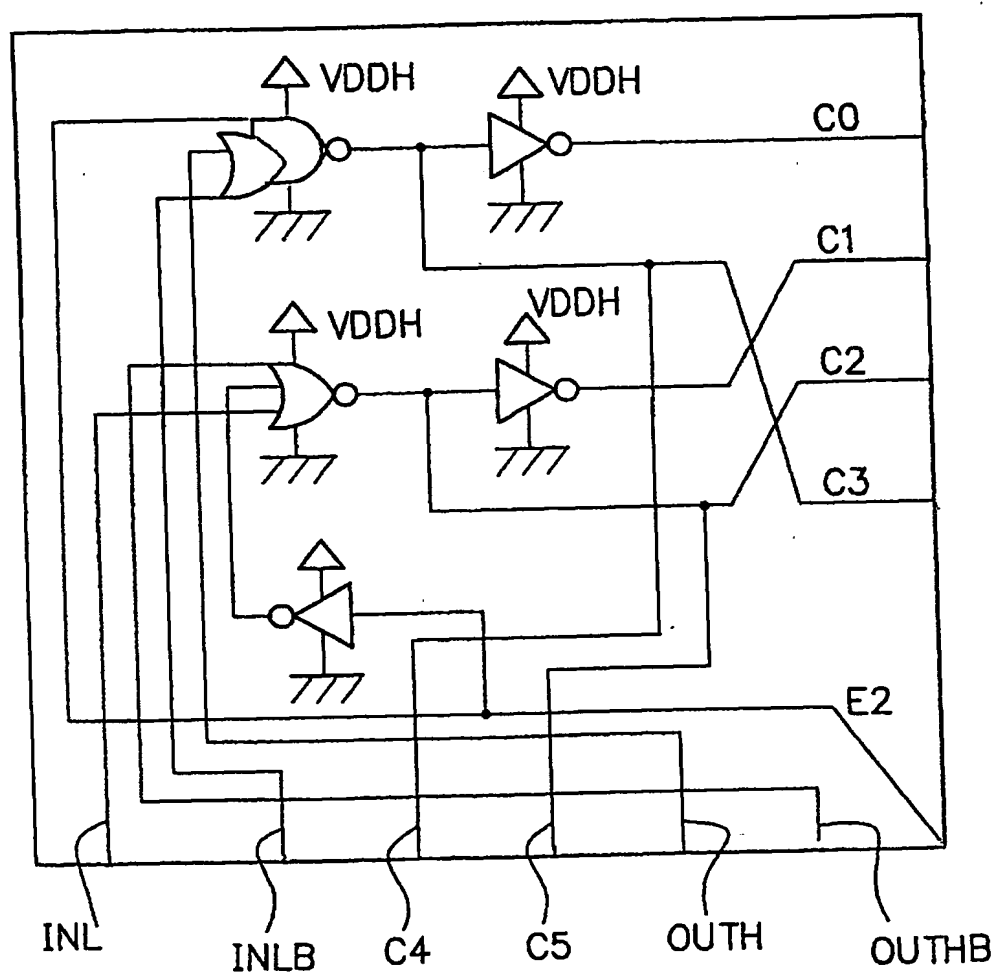 VDDH
VDDH
C0
C1
VDDH
VDDH
C2
C3
E2
INL
INLB
C4
C5
OUTH
OUTHB